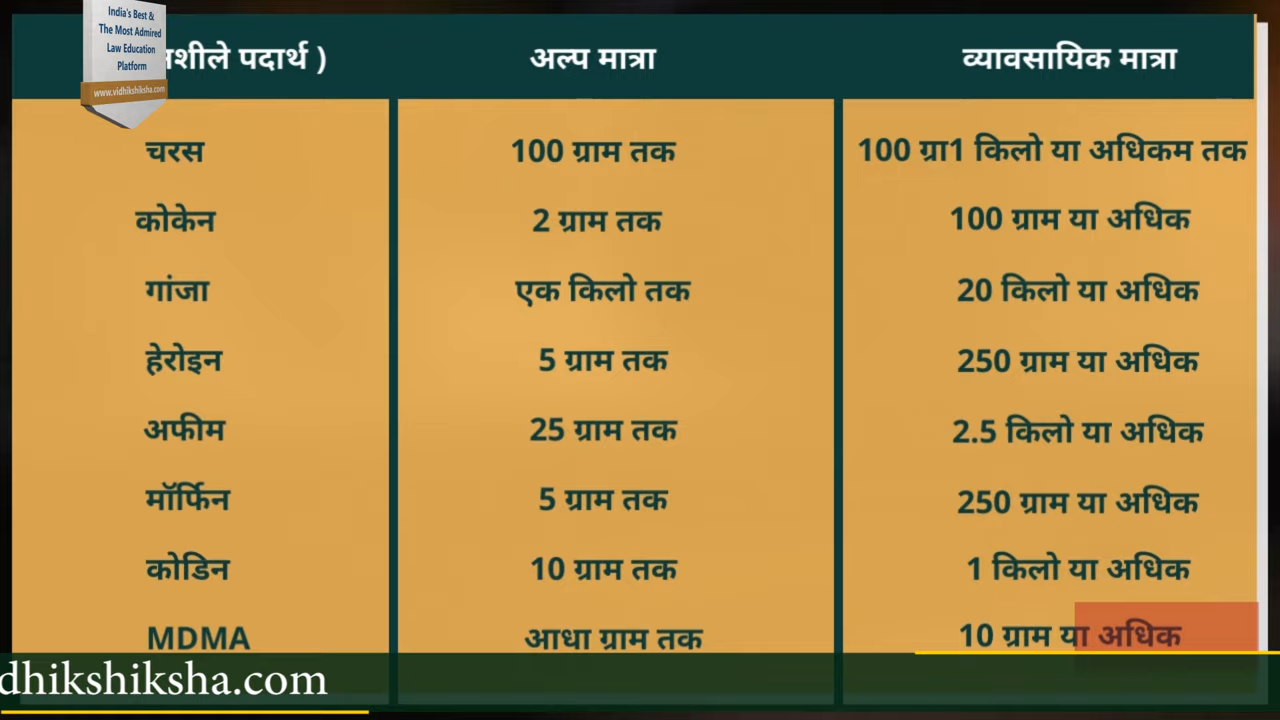 India's Best &
The Most Admired
Law Education
Platform
www.vidhikshiksha.com
शीले पदार्थ ) अल्प मात्रा व्यावसायिक मात्रा
चरस 100 ग्राम तक 100 ग्रा1 किलो या अधिकम तक
कोकेन 2 ग्राम तक 100 ग्राम या अधिक
गांजा एक किलो तक 20 किलो या अधिक
हेरोइन 5 ग्राम तक 250 ग्राम या अधिक
अफीम 25 ग्राम तक 2.5 किलो या अधिक
मॉर्फिन 5 ग्राम तक 250 ग्राम या अधिक
कोडिन 10 ग्राम तक 1 किलो या अधिक
MDMA आधा ग्राम तक 10 ग्राम या अधिक
dhikshiksha.com